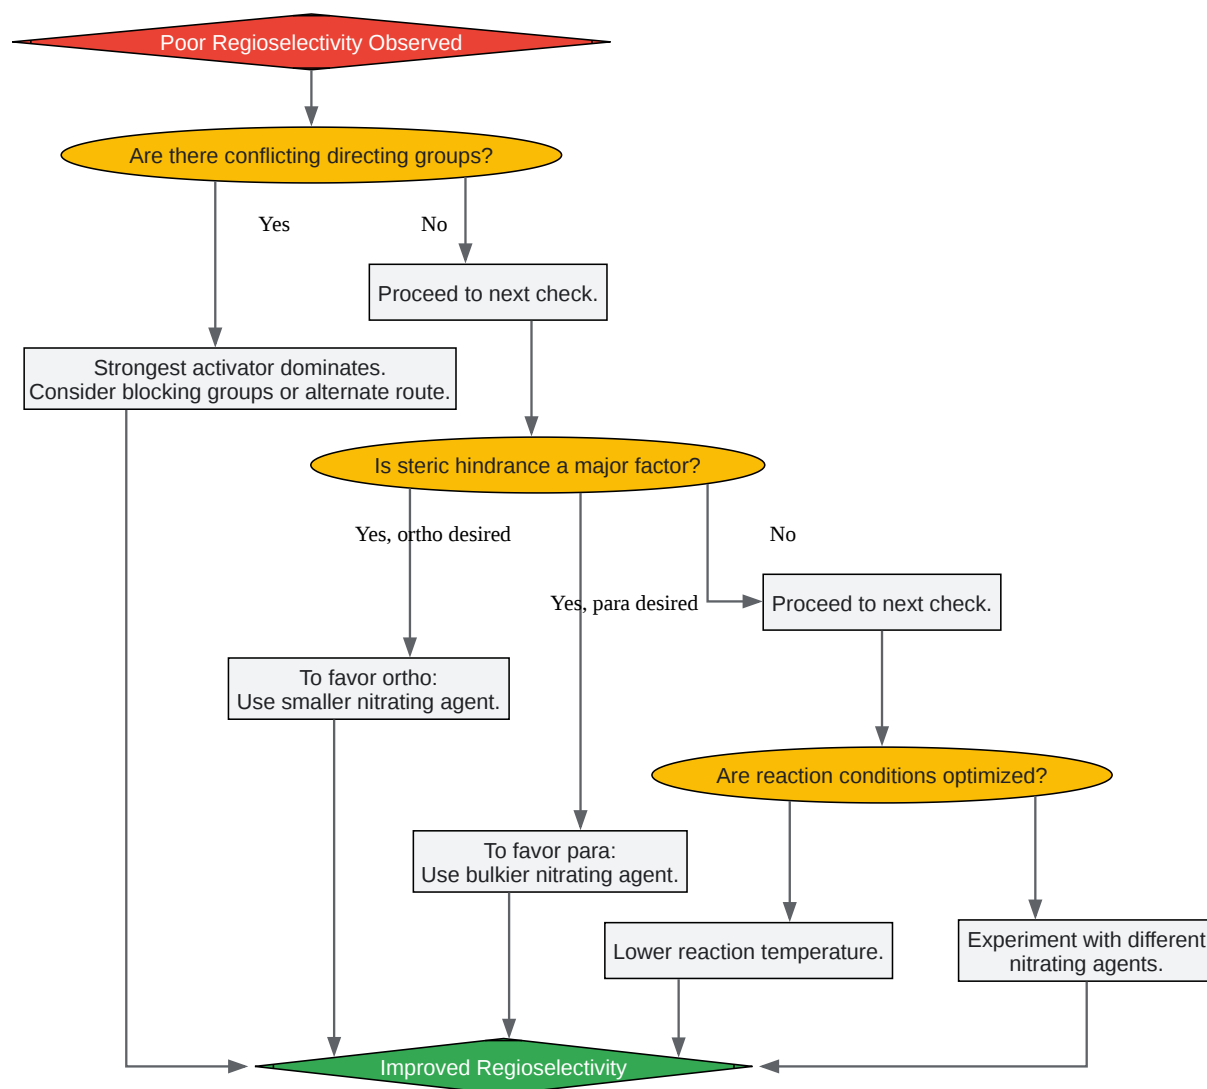 Poor Regioselectivity Observed
Are there conflicting directing groups?
Yes
No
Proceed to next check.
Strongest activator dominates.
Consider blocking groups or alternate route.
Is steric hindrance a major factor?
Yes, ortho desired
No
Yes, para desired
Proceed to next check.
To favor ortho:
Use smaller nitrating agent.
Are reaction conditions optimized?
To favor para:
Use bulkier nitrating agent.
Lower reaction temperature.
Experiment with different
nitrating agents.
Improved Regioselectivity